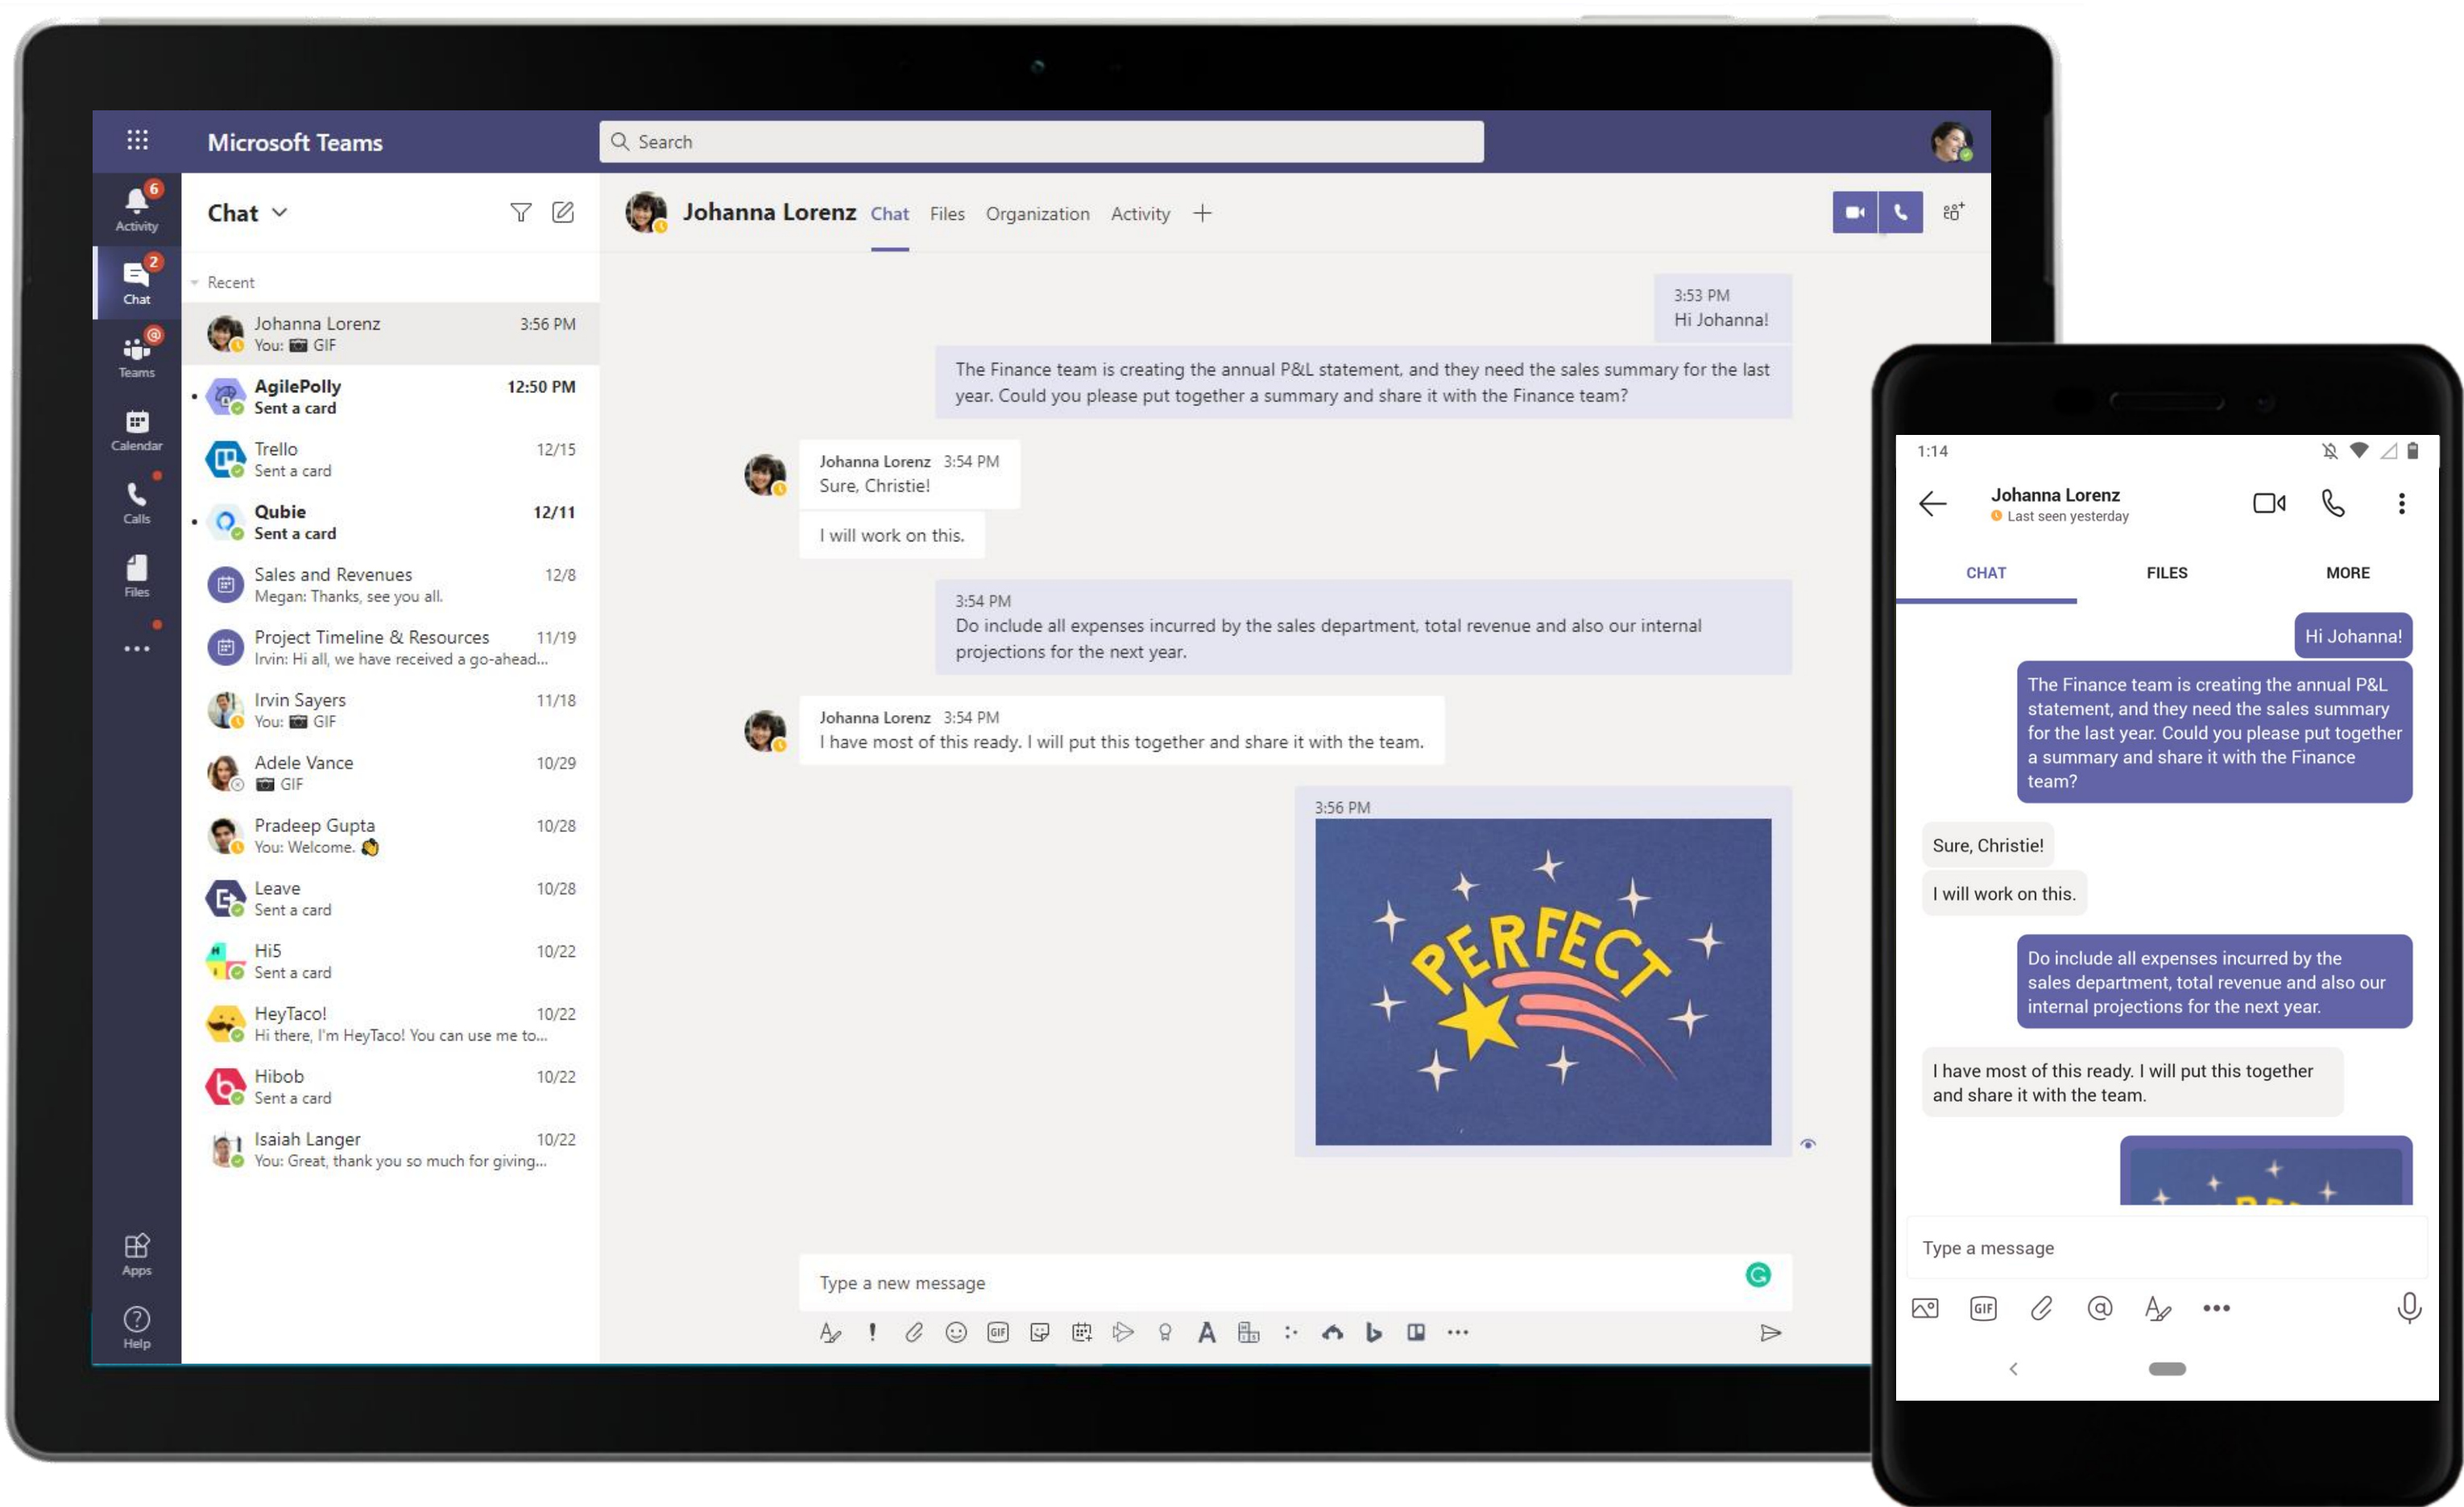 Microsoft Teams
Search
6
Activity
2
Chat
@
Teams
Calendar
Calls
Files
Apps
Help
Chat
Recent
Johanna Lorenz 3:56 PM
You: GIF
AgilePolly 12:50 PM
Sent a card
Trello 12/15
Sent a card
Qubie 12/11
Sent a card
Sales and Revenues 12/8
Megan: Thanks, see you all.
Project Timeline & Resources 11/19
Irvin: Hi all, we have received a go-ahead...
Irvin Sayers 11/18
You: GIF
Adele Vance 10/29
GIF
Pradeep Gupta 10/28
You: Welcome. 👏
Leave 10/28
Sent a card
Hi5 10/22
Sent a card
HeyTaco! 10/22
Hi there, I'm HeyTaco! You can use me to...
Hibob 10/22
Sent a card
Isaiah Langer 10/22
You: Great, thank you so much for giving...
Johanna Lorenz Chat Files Organization Activity
3:53 PM
Hi Johanna!
The Finance team is creating the annual P&L statement, and they need the sales summary for the last
year. Could you please put together a summary and share it with the Finance team?
Johanna Lorenz 3:54 PM
Sure, Christie!
I will work on this.
3:54 PM
Do include all expenses incurred by the sales department, total revenue and also our internal
projections for the next year.
Johanna Lorenz 3:54 PM
I have most of this ready. I will put this together and share it with the team.
3:56 PM
PERFECT
Type a new message
GIF
1:14
Johanna Lorenz
Last seen yesterday
CHAT FILES MORE
Hi Johanna!
The Finance team is creating the annual P&L
statement, and they need the sales summary
for the last year. Could you please put together
a summary and share it with the Finance
team?
Sure, Christie!
I will work on this.
Do include all expenses incurred by the
sales department, total revenue and also our
internal projections for the next year.
I have most of this ready. I will put this together
and share it with the team.
Type a message
GIF